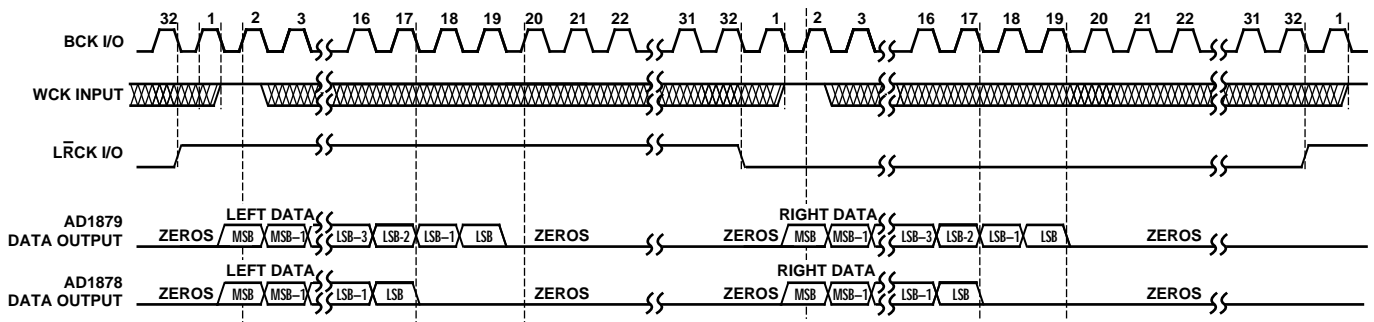 32 1 2 3 16 17 18 19 20 21 22 31 32 1 2 3 16 17 18 19 20 21 22 31 32 1
BCK I/O
WCK INPUT
LR̅CK I/O
LEFT DATA RIGHT DATA
AD1879
DATA OUTPUT
ZEROS MSB MSB–1 LSB–3 LSB-2 LSB–1 LSB ZEROS ZEROS MSB MSB–1 LSB–3 LSB-2 LSB–1 LSB ZEROS
LEFT DATA RIGHT DATA
AD1878
DATA OUTPUT
ZEROS MSB MSB–1 LSB–1 LSB ZEROS ZEROS MSB MSB–1 LSB–1 LSB ZEROS